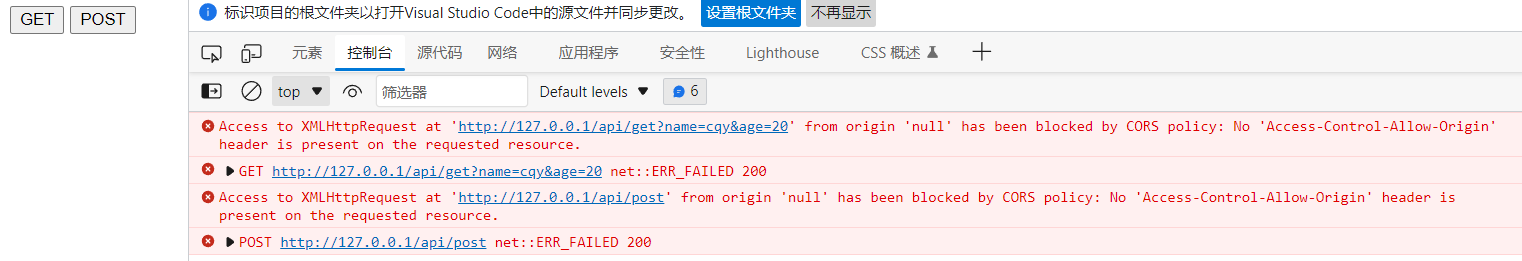 GET POST
标识项目的根文件夹以打开Visual Studio Code中的源文件并同步更改。 设置根文件夹 不再显示
元素 控制台 源代码 网络 应用程序 安全性 Lighthouse CSS 概述
top 筛选器 Default levels 6
Access to XMLHttpRequest at 'http://127.0.0.1/api/get?name=cqy&age=20' from origin 'null' has been blocked by CORS policy: No 'Access-Control-Allow-Origin'
header is present on the requested resource.
GET http://127.0.0.1/api/get?name=cqy&age=20 net::ERR_FAILED 200
Access to XMLHttpRequest at 'http://127.0.0.1/api/post' from origin 'null' has been blocked by CORS policy: No 'Access-Control-Allow-Origin' header is
present on the requested resource.
POST http://127.0.0.1/api/post net::ERR_FAILED 200